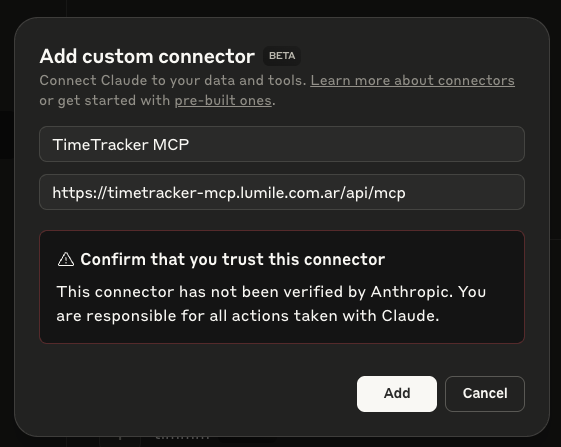 Add custom connector BETA
Connect Claude to your data and tools. Learn more about connectors
or get started with pre-built ones.
TimeTracker MCP
https://timetracker-mcp.lumile.com.ar/api/mcp
Confirm that you trust this connector
This connector has not been verified by Anthropic. You
are responsible for all actions taken with Claude.
Add Cancel